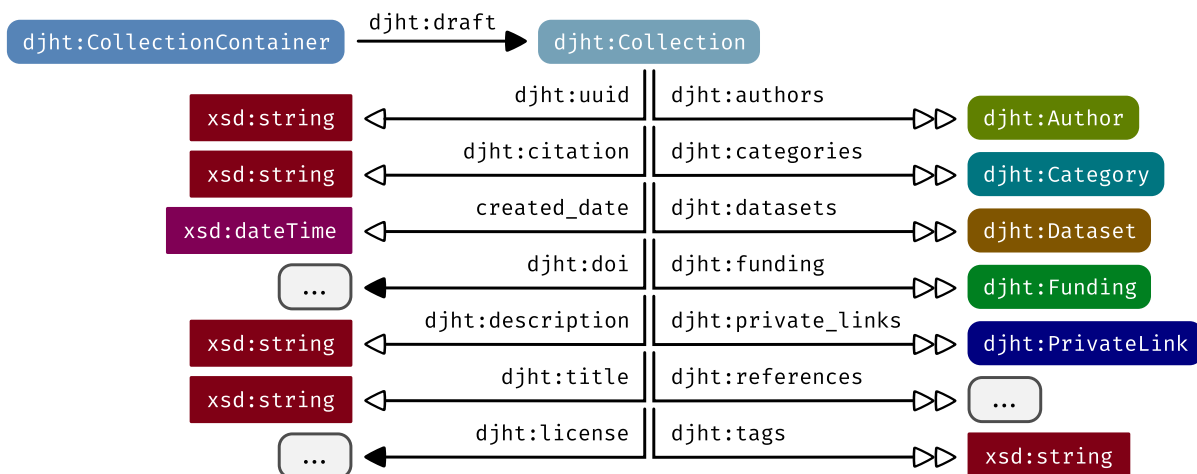 djht:CollectionContainer djht:draft djht:Collection
djht:uuid djht:authors
xsd:string djht:Author
djht:citation djht:categories
xsd:string djht:Category
created_date djht:datasets
xsd:dateTime djht:Dataset
djht:doi djht:funding
... djht:Funding
djht:description djht:private_links
xsd:string djht:PrivateLink
djht:title djht:references
xsd:string ...
djht:license djht:tags
... xsd:string